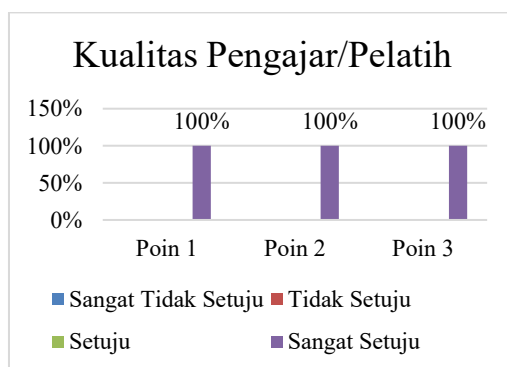 Kualitas Pengajar/Pelatih
150%
100%
50%
0%
100% 100% 100%
Poin 1 Poin 2 Poin 3
Sangat Tidak Setuju Tidak Setuju
Setuju Sangat Setuju